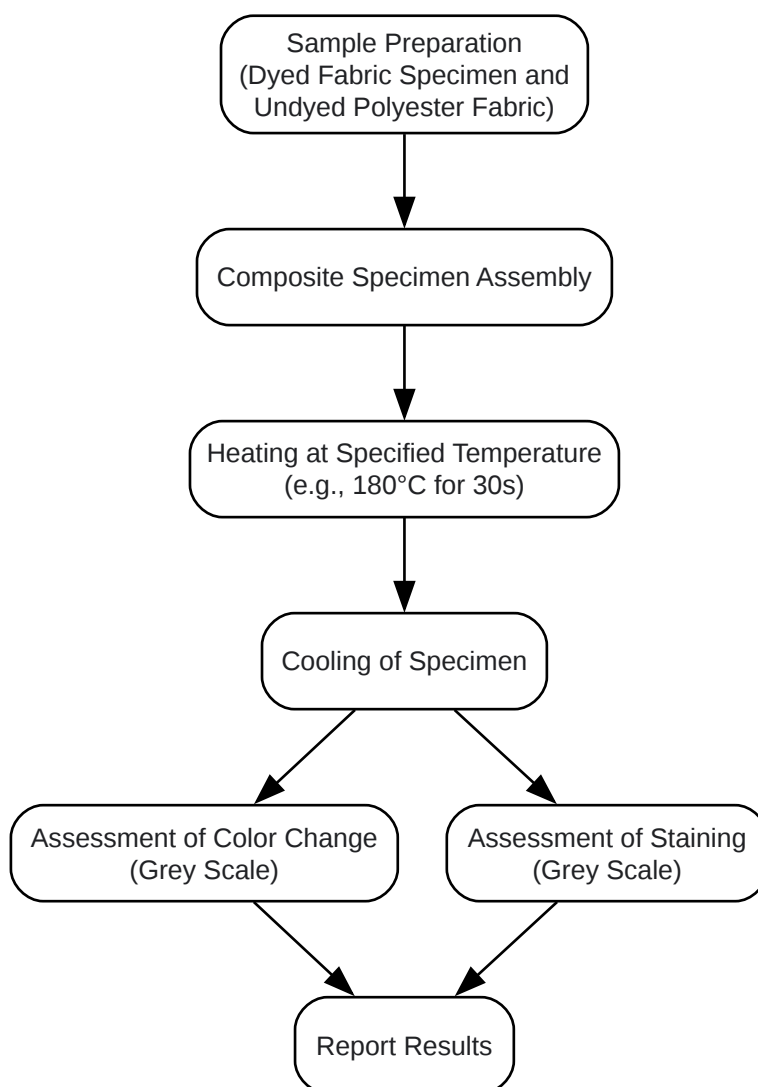 Sample Preparation
(Dyed Fabric Specimen and
Undyed Polyester Fabric)
Composite Specimen Assembly
Heating at Specified Temperature
(e.g., 180°C for 30s)
Cooling of Specimen
Assessment of Color Change
(Grey Scale)
Assessment of Staining
(Grey Scale)
Report Results